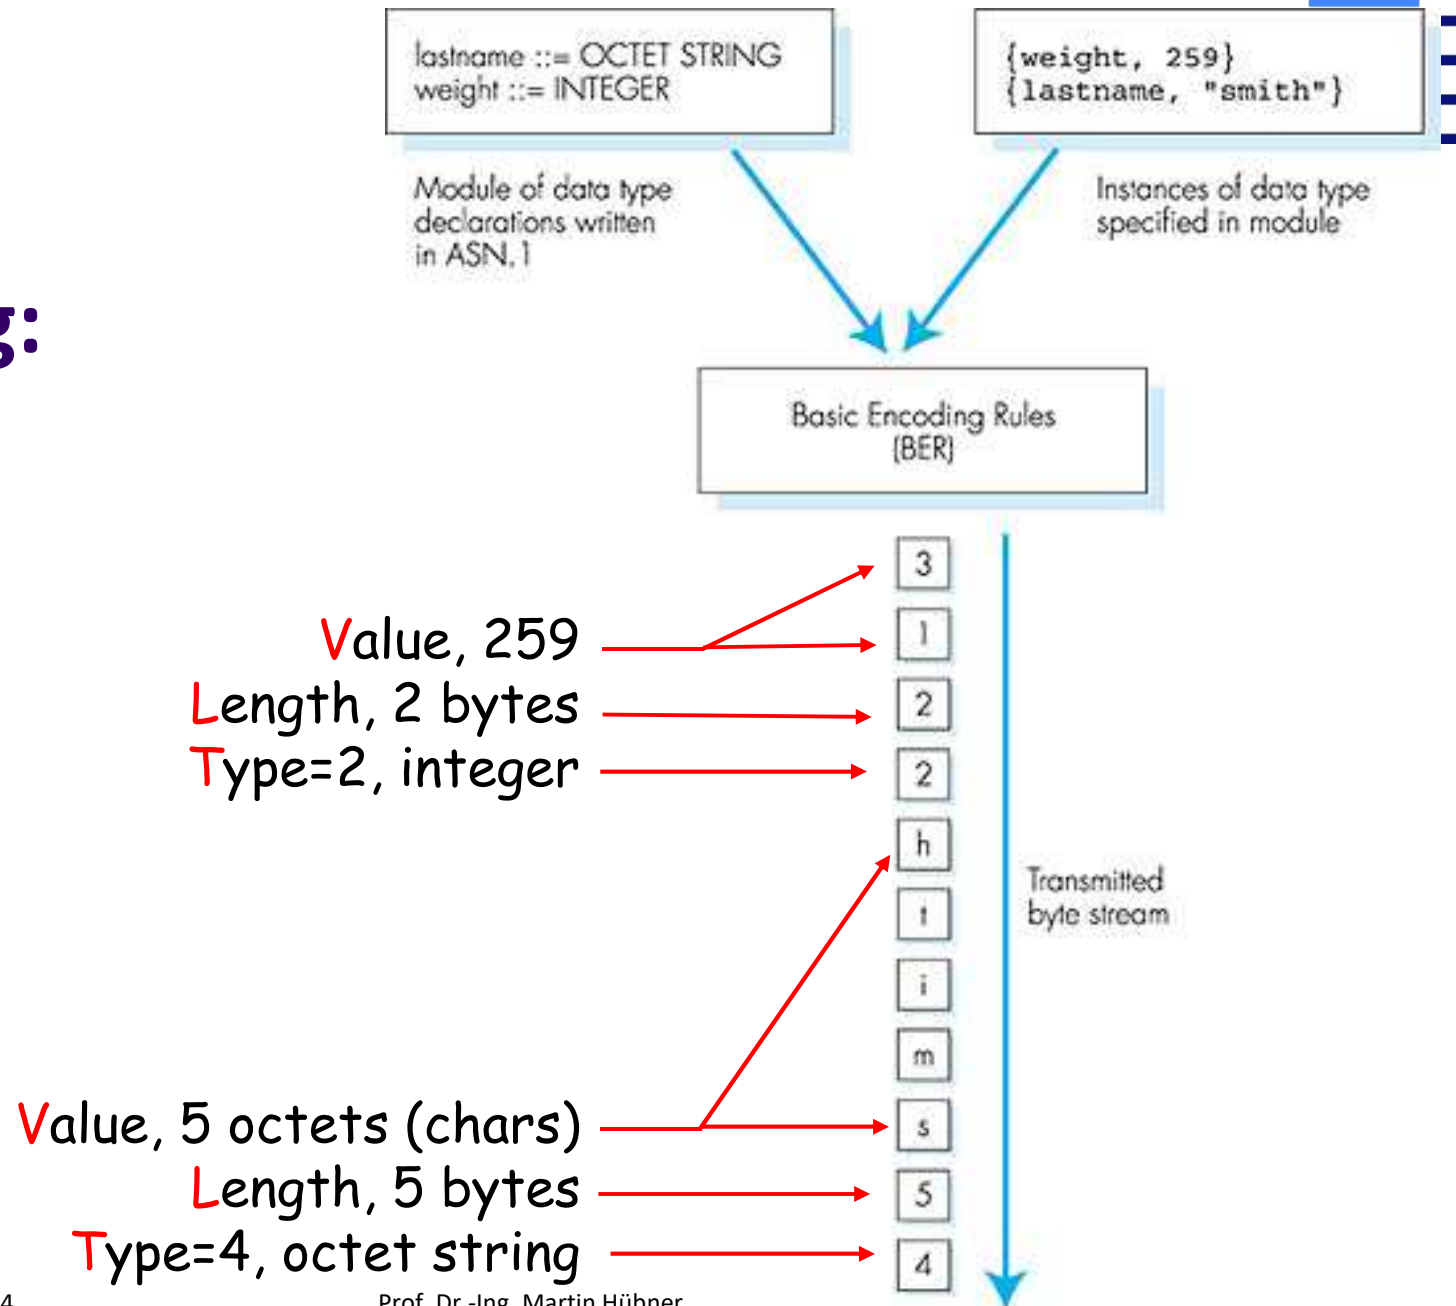 lastname ::= OCTET STRING
weight ::= INTEGER
{weight, 259}
{lastname, "smith"}
Module of data type
declarations written
in ASN.1
Instances of data type
specified in module
g:
Basic Encoding Rules
(BER)
3
1
2
2
h
t
i
m
s
5
4
Value, 259
Length, 2 bytes
Type=2, integer
Transmitted
byte stream
Value, 5 octets (chars)
Length, 5 bytes
Type=4, octet string
4
Prof. Dr.-Ing. Martin Hübner